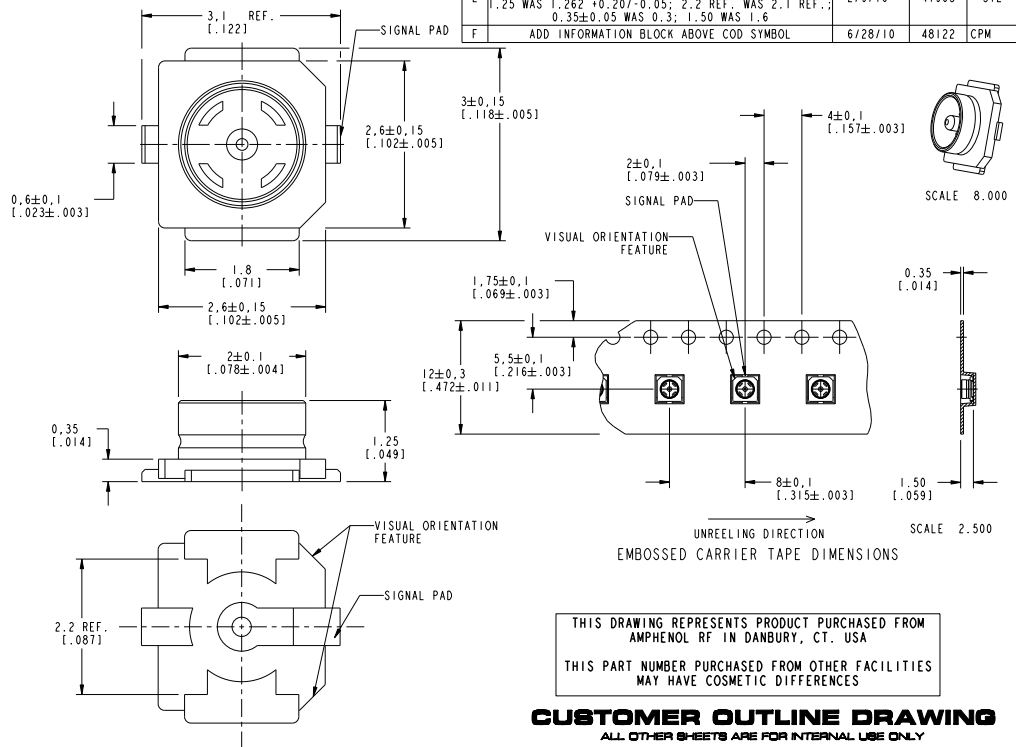 1.25 WAS 1.262 +0.20/-0.05; 2.2 REF. WAS 2.1 REF.;
0.35±0.05 WAS 0.3; 1.50 WAS 1.6
F ADD INFORMATION BLOCK ABOVE COD SYMBOL 6/28/10 48122 CPM
3,1 REF.
[.122]
SIGNAL PAD
3±0,15
[.118±.005]
2,6±0,15
[.102±.005]
0,6±0,1
[.023±.003]
1.8
[.071]
2,6±0,15
[.102±.005]
4±0,1
[.157±.003]
2±0,1
[.079±.003]
SIGNAL PAD
VISUAL ORIENTATION
FEATURE
SCALE 8.000
1,75±0,1
[.069±.003]
0.35
[.014]
5,5±0,1
[.216±.003]
12±0,3
[.472±.011]
2±0.1
[.078±.004]
0,35
[.014]
1.25
[.049]
8±0,1
[.315±.003]
1.50
[.059]
UNREELING DIRECTION
SCALE 2.500
EMBOSSED CARRIER TAPE DIMENSIONS
VISUAL ORIENTATION
FEATURE
SIGNAL PAD
2.2 REF.
[.087]
THIS DRAWING REPRESENTS PRODUCT PURCHASED FROM
AMPHENOL RF IN DANBURY, CT. USA
THIS PART NUMBER PURCHASED FROM OTHER FACILITIES
MAY HAVE COSMETIC DIFFERENCES
CUSTOMER OUTLINE DRAWING
ALL OTHER SHEETS ARE FOR INTERNAL USE ONLY